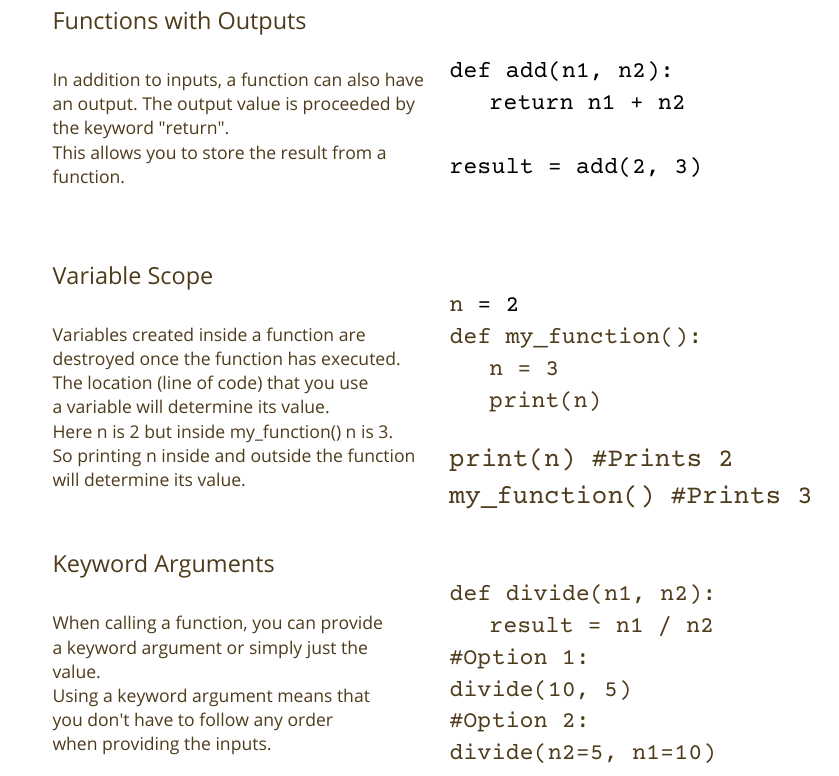 Functions with Outputs
In addition to inputs, a function can also have
an output. The output value is proceeded by
the keyword "return".
This allows you to store the result from a
function.
def add(n1, n2):
    return n1 + n2
result = add(2, 3)
Variable Scope
Variables created inside a function are
destroyed once the function has executed.
The location (line of code) that you use
a variable will determine its value.
Here n is 2 but inside my_function() n is 3.
So printing n inside and outside the function
will determine its value.
n = 2
def my_function():
    n = 3
    print(n)
print(n) #Prints 2
my_function() #Prints 3
Keyword Arguments
When calling a function, you can provide
a keyword argument or simply just the
value.
Using a keyword argument means that
you don't have to follow any order
when providing the inputs.
def divide(n1, n2):
    result = n1 / n2
#Option 1:
divide(10, 5)
#Option 2:
divide(n2=5, n1=10)